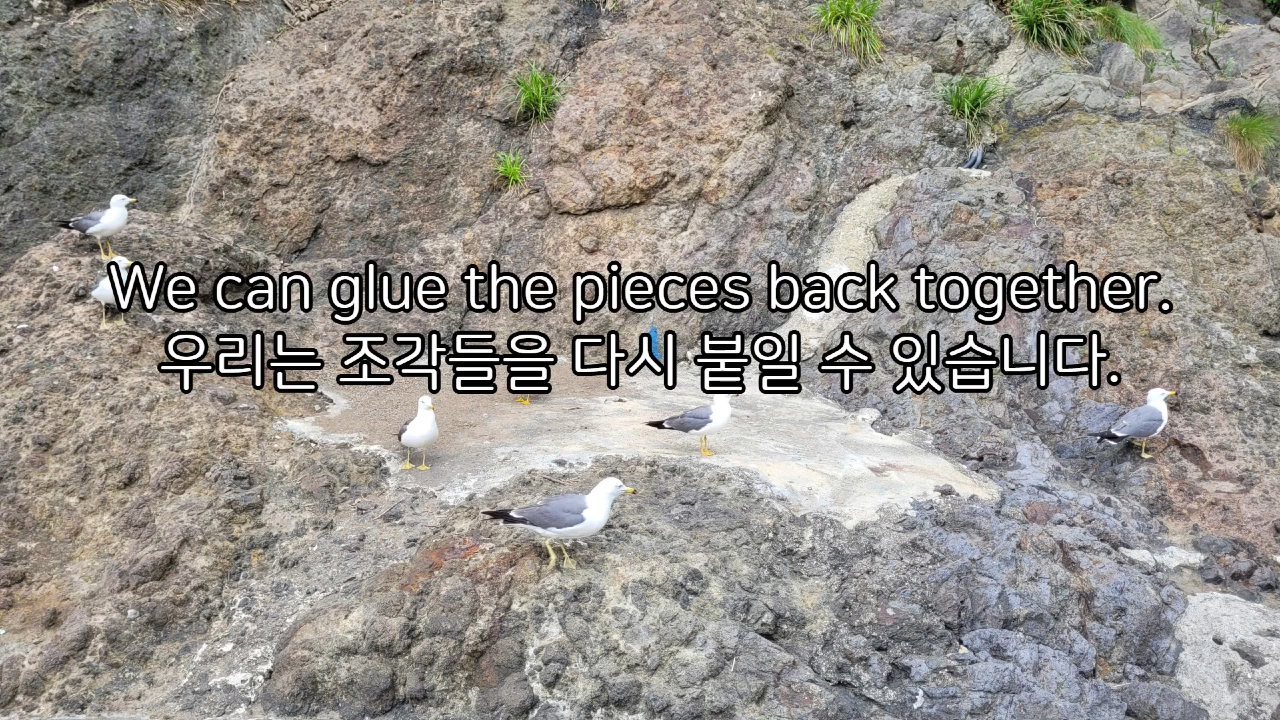 We can glue the pieces back together.
우리는 조각들을 다시 붙일 수 있습니다.